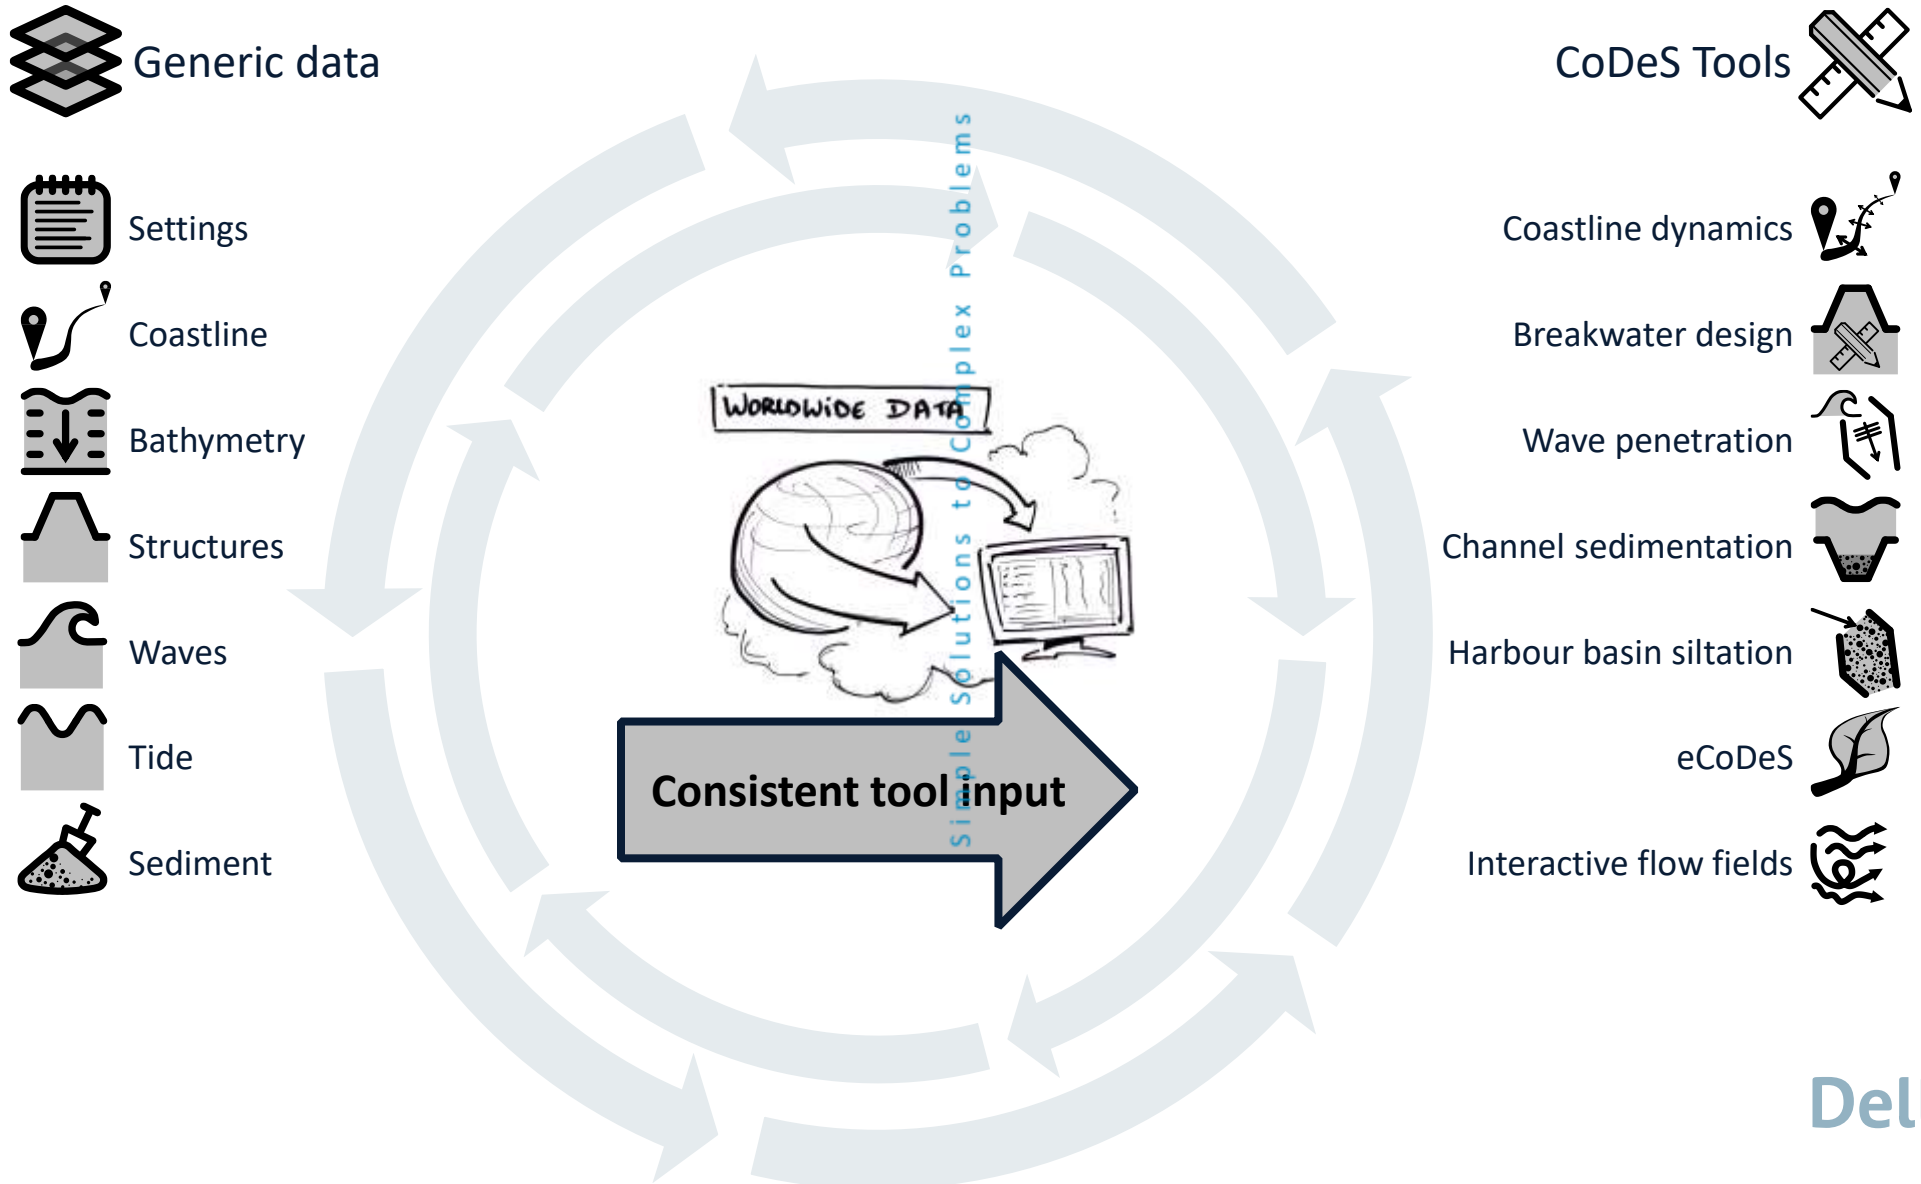 Generic data
Settings
Coastline
Bathymetry
Structures
Waves
Tide
Sediment
WORLDWIDE DATA
Simple Solutions to Complex Problems
Consistent tool input
CoDeS Tools
Coastline dynamics
Breakwater design
Wave penetration
Channel sedimentation
Harbour basin siltation
eCoDeS
Interactive flow fields
Del